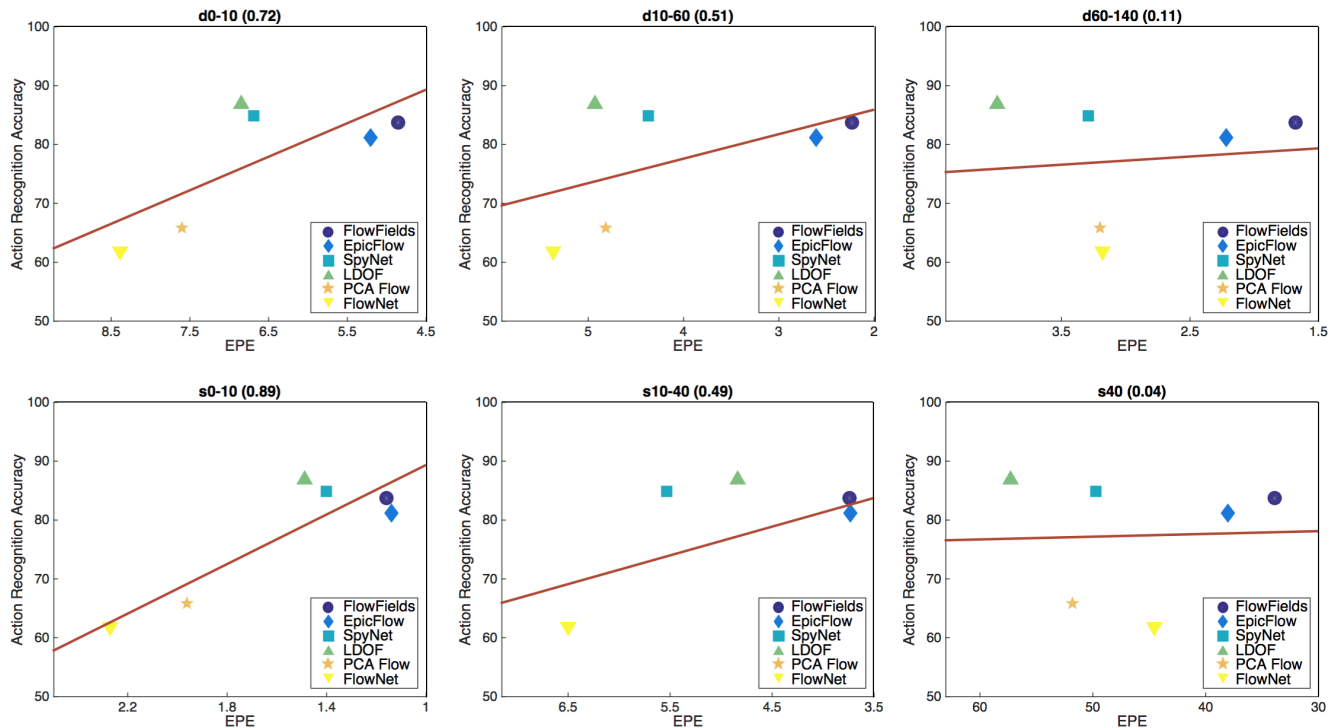 d0-10 (0.72)
Action Recognition Accuracy
100
90
80
70
60
50
8.5
7.5
6.5
5.5
4.5
EPE
FlowFields
EpicFlow
SpyNet
LDOF
PCA Flow
FlowNet
d10-60 (0.51)
Action Recognition Accuracy
100
90
80
70
60
50
5
4
3
2
EPE
FlowFields
EpicFlow
SpyNet
LDOF
PCA Flow
FlowNet
d60-140 (0.11)
Action Recognition Accuracy
100
90
80
70
60
50
3.5
2.5
1.5
EPE
FlowFields
EpicFlow
SpyNet
LDOF
PCA Flow
FlowNet
s0-10 (0.89)
Action Recognition Accuracy
100
90
80
70
60
50
2.2
1.8
1.4
1
EPE
FlowFields
EpicFlow
SpyNet
LDOF
PCA Flow
FlowNet
s10-40 (0.49)
Action Recognition Accuracy
100
90
80
70
60
50
6.5
5.5
4.5
3.5
EPE
FlowFields
EpicFlow
SpyNet
LDOF
PCA Flow
FlowNet
s40 (0.04)
Action Recognition Accuracy
100
90
80
70
60
50
60
50
40
30
EPE
FlowFields
EpicFlow
SpyNet
LDOF
PCA Flow
FlowNet